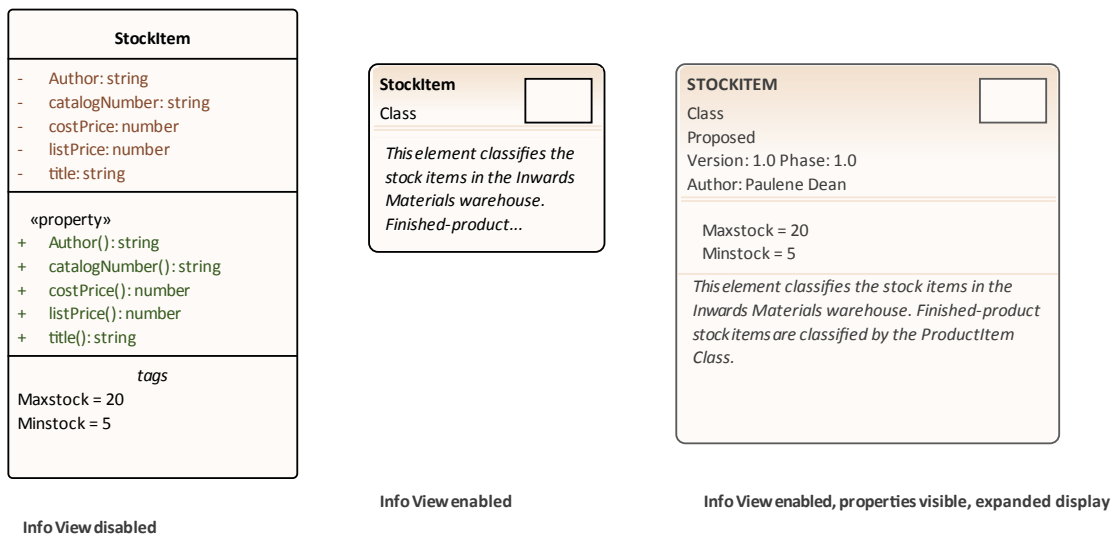 StockItem
- Author: string
- catalogNumber: string
- costPrice: number
- listPrice: number
- title: string
«property»
+ Author(): string
+ catalogNumber(): string
+ costPrice(): number
+ listPrice(): number
+ title(): string
tags
Maxstock = 20
Minstock = 5
Info View disabled
StockItem
Class
This element classifies the
stock items in the Inwards
Materials warehouse.
Finished-product...
Info View enabled
STOCKITEM
Class
Proposed
Version: 1.0 Phase: 1.0
Author: Paulene Dean
Maxstock = 20
Minstock = 5
This element classifies the stock items in the
Inwards Materials warehouse. Finished-product
stock items are classified by the ProductItem
Class.
Info View enabled, properties visible, expanded display